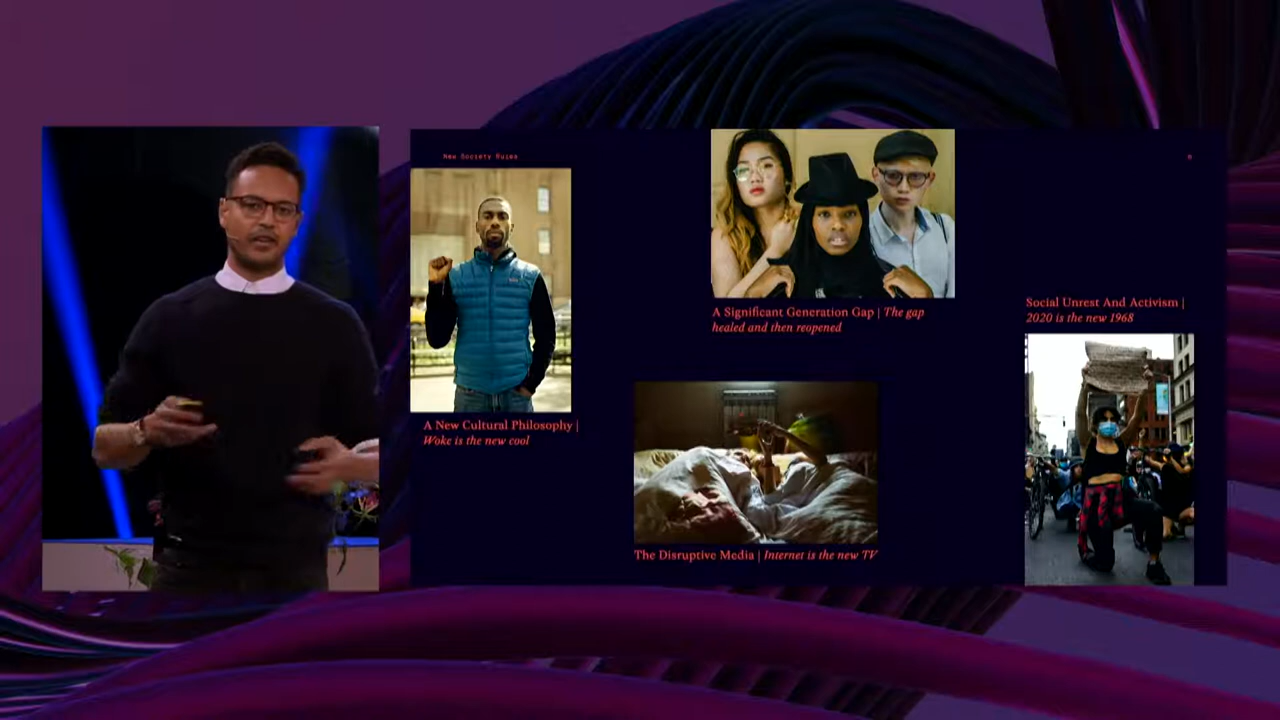 New Society Rules
A Significant Generation Gap | The gap
healed and then reopened
Social Unrest And Activism |
2020 is the new 1968
A New Cultural Philosophy |
Woke is the new cool
The Disruptive Media | Internet is the new TV